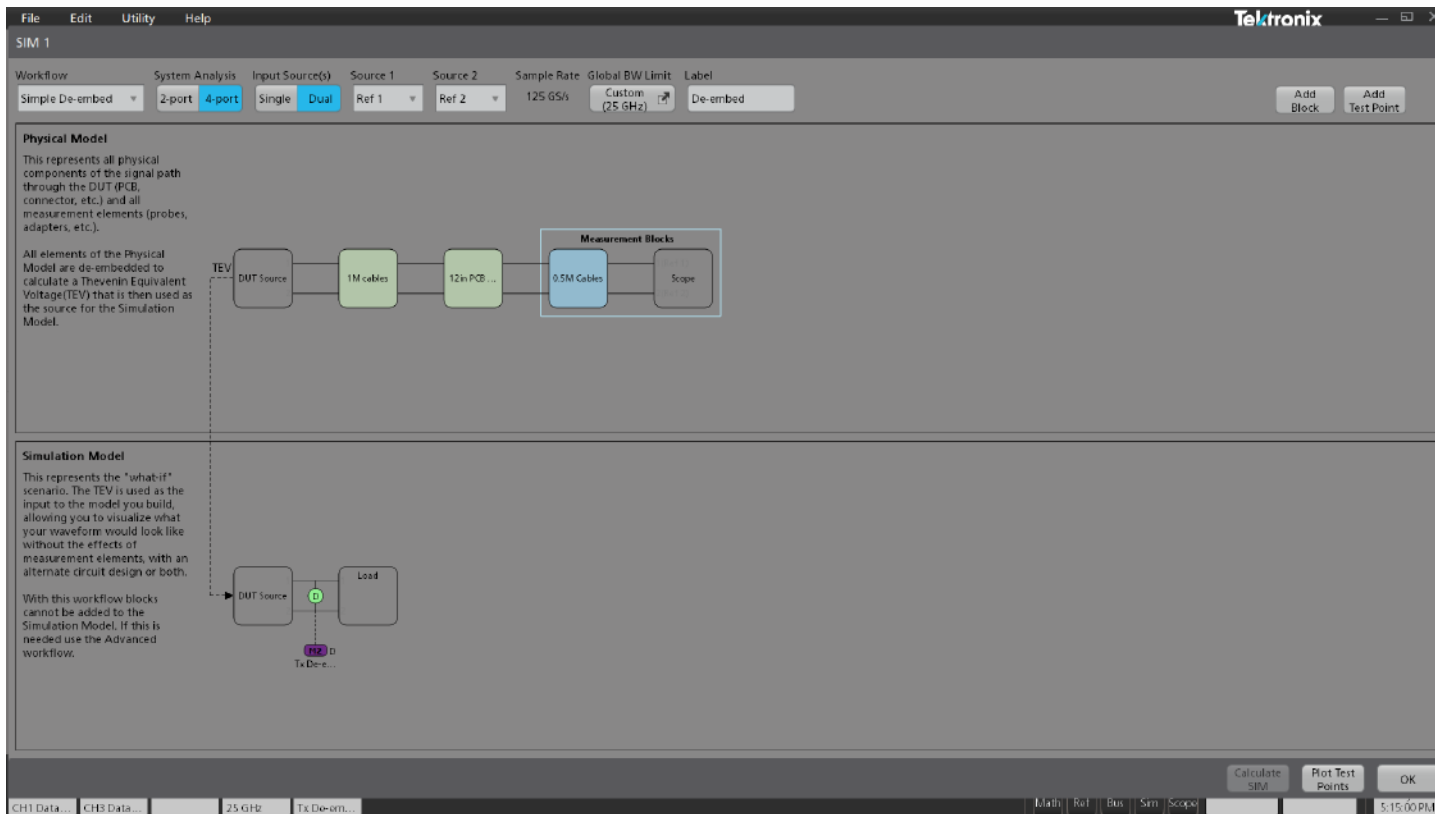 File Edit Utility Help
Tektronix
SIM 1
Workflow System Analysis Input Source(s) Source 1 Source 2 Sample Rate Global BW Limit Label
Simple De-embed 2-port 4-port Single Dual Ref 1 Ref 2 125 GS/s Custom (25 GHz) De-embed
Add Block
Add Test Point
Physical Model
This represents all physical
components of the signal path
through the DUT (PCB,
connector, etc.) and all
measurement elements (probes,
adapters, etc.).
All elements of the Physical
Model are de-embedded to
calculate a Thevenin Equivalent
Voltage(TEV) that is then used as
the source for the Simulation
Model.
Measurement Blocks
TEV
DUT Source 1M cables 12in PCB ... 0.5M Cables Scope
Simulation Model
This represents the "what-if"
scenario. The TEV is used as the
input to the model you build,
allowing you to visualize what
your waveform would look like
without the effects of
measurement elements, with an
alternate circuit design or both.
With this workflow blocks
cannot be added to the
Simulation Model. If this is
needed use the Advanced
workflow.
Load
DUT Source D
M2 D
Tx De-e...
Calculate SIM
Plot Test Points
OK
CH1 Data... CH3 Data... 25 GHz Tx De-em... Math Ref Bus Sim Scope 5:15:00 PM